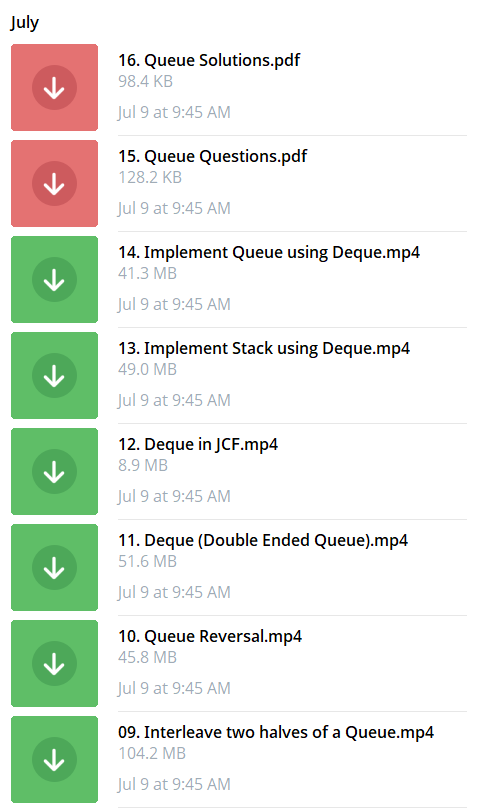 July
16. Queue Solutions.pdf
98.4 KB
Jul 9 at 9:45 AM
15. Queue Questions.pdf
128.2 KB
Jul 9 at 9:45 AM
14. Implement Queue using Deque.mp4
41.3 MB
Jul 9 at 9:45 AM
13. Implement Stack using Deque.mp4
49.0 MB
Jul 9 at 9:45 AM
12. Deque in JCF.mp4
8.9 MB
Jul 9 at 9:45 AM
11. Deque (Double Ended Queue).mp4
51.6 MB
Jul 9 at 9:45 AM
10. Queue Reversal.mp4
45.8 MB
Jul 9 at 9:45 AM
09. Interleave two halves of a Queue.mp4
104.2 MB
Jul 9 at 9:45 AM